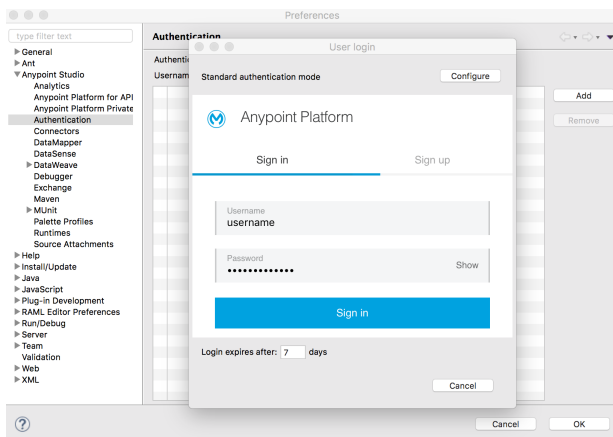 Preferences
type filter text
General
Ant
Anypoint Studio
Analytics
Anypoint Platform for API
Anypoint Platform Private
Authentication
Connectors
DataMapper
DataSense
DataWeave
Debugger
Exchange
Maven
MUnit
Palette Profiles
Runtimes
Source Attachments
Help
Install/Update
Java
JavaScript
Plug-in Development
RAML Editor Preferences
Run/Debug
Server
Team
Validation
Web
XML
Authentication
Authentic
Usernam
Add
Remove
User login
Standard authentication mode
Configure
Anypoint Platform
Sign in
Sign up
Username
username
Password
•••••••••••••
Show
Sign in
Login expires after: 7 days
Cancel
?
Cancel
OK